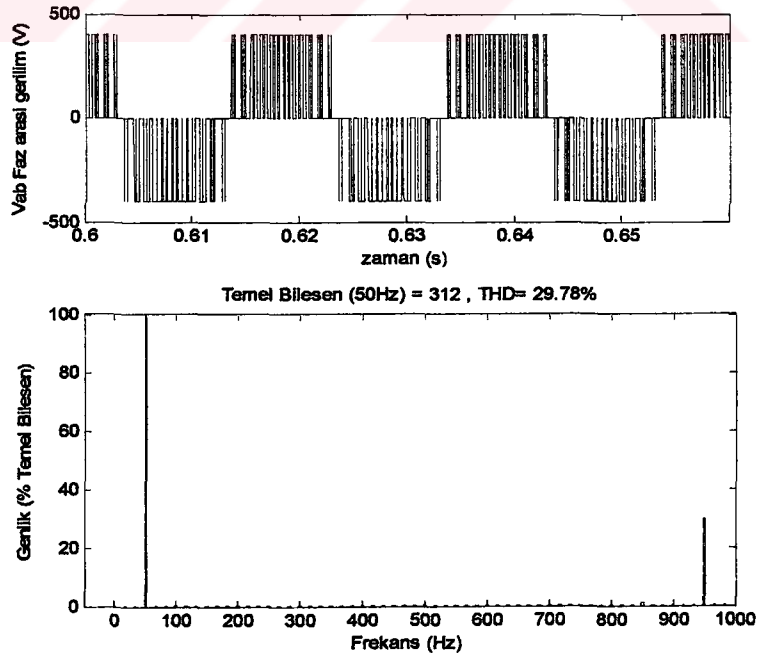 500
0
-500
Vab Faz arasi gerilim (V)
0.6 0.61 0.62 0.63 0.64 0.65
zaman (s)
Temel Bilesen (50Hz) = 312 , THD= 29.78%
100
80
60
40
20
0
Genlik (% Temel Bilesen)
0 100 200 300 400 500 600 700 800 900 1000
Frekans (Hz)